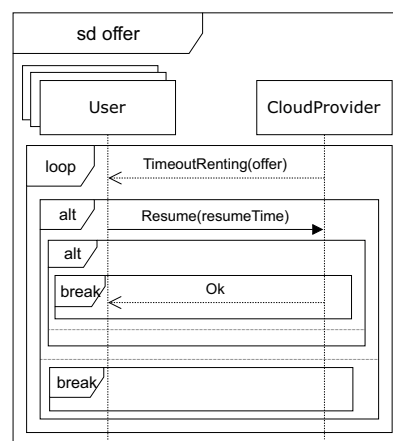 sd offer
User
CloudProvider
loop
TimeoutRenting(offer)
alt
Resume(resumeTime)
alt
break
Ok
break